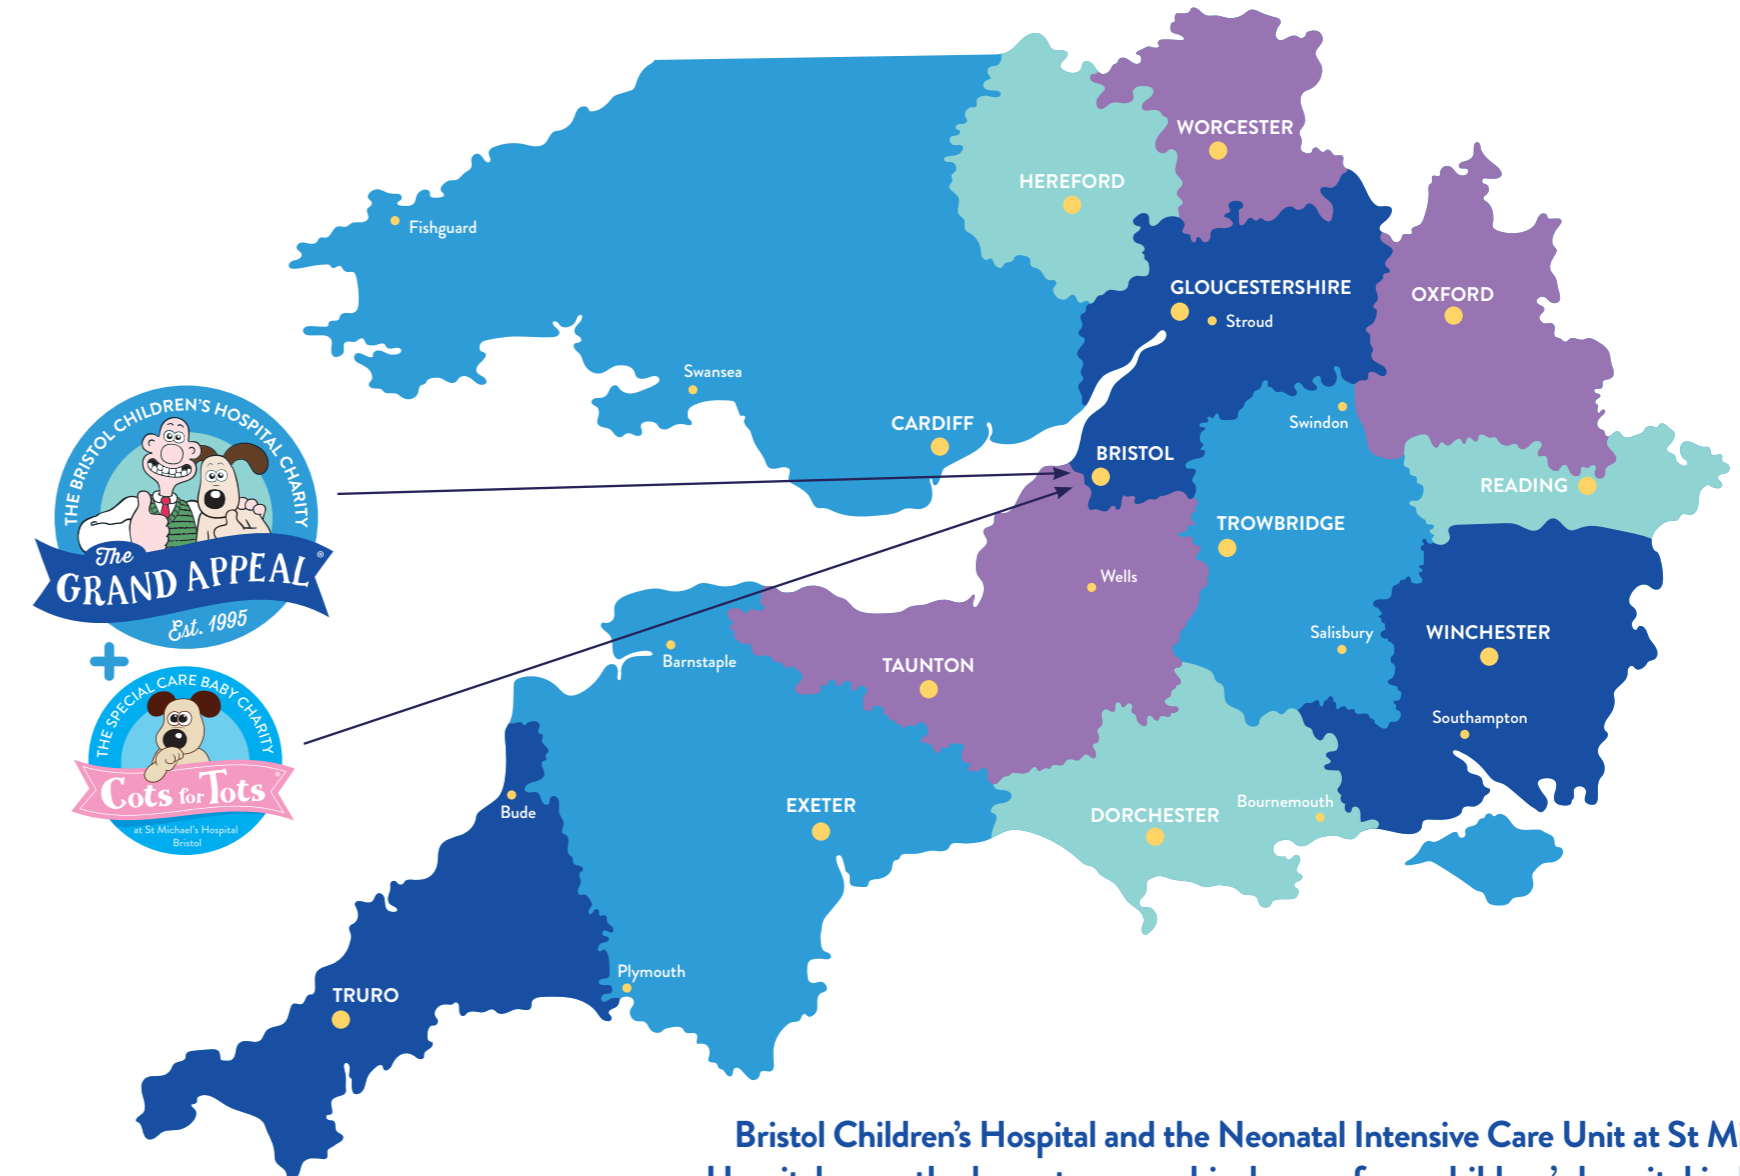 WORCESTER
HEREFORD
Fishguard
GLOUCESTERSHIRE
OXFORD
Stroud
Swansea
CARDIFF
Swindon
BRISTOL
READING
TROWBRIDGE
Wells
Salisbury
WINCHESTER
Barnstaple
TAUNTON
Southampton
Bude
EXETER
DORCHESTER
Bournemouth
Plymouth
TRURO
THE BRISTOL CHILDREN'S HOSPITAL CHARITY
The
GRAND APPEAL®
Est. 1995
+
THE SPECIAL CARE BABY CHARITY
Cots for Tots®
at St Michael's Hospital
Bristol
Bristol Children's Hospital and the Neonatal Intensive Care Unit at St